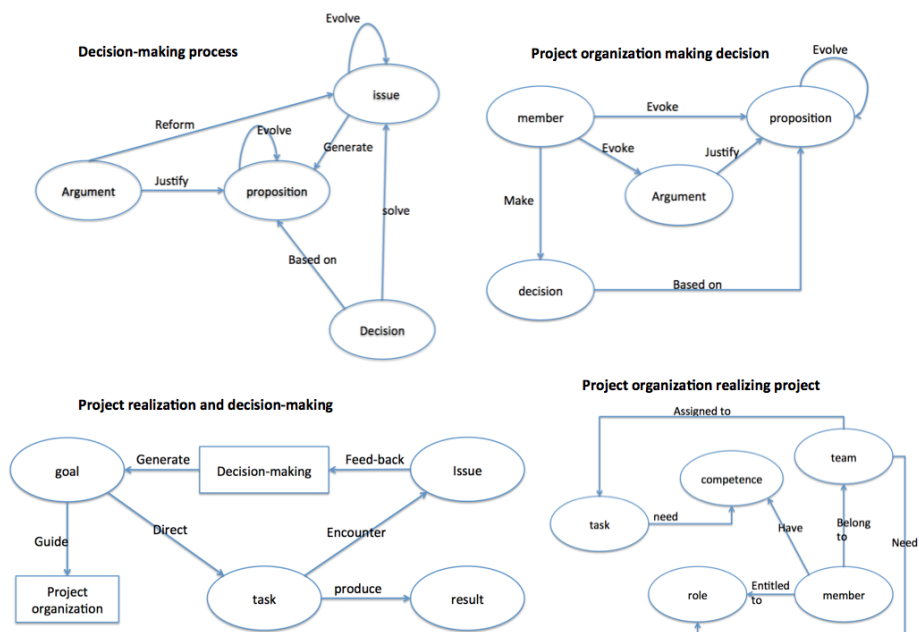 Decision-making process
Evolve
issue
Reform
Evolve
Generate
Argument
Justify
proposition
solve
Based on
Decision
Project organization making decision
Evolve
member
Evoke
proposition
Evoke
Justify
Argument
Make
decision
Based on
Project realization and decision-making
goal
Generate
Decision-making
Feed-back
Issue
Direct
Encounter
Guide
Project
organization
task
produce
result
Project organization realizing project
Assigned to
team
competence
task
need
Have
Belong
to
Need
role
Entitled
to
member